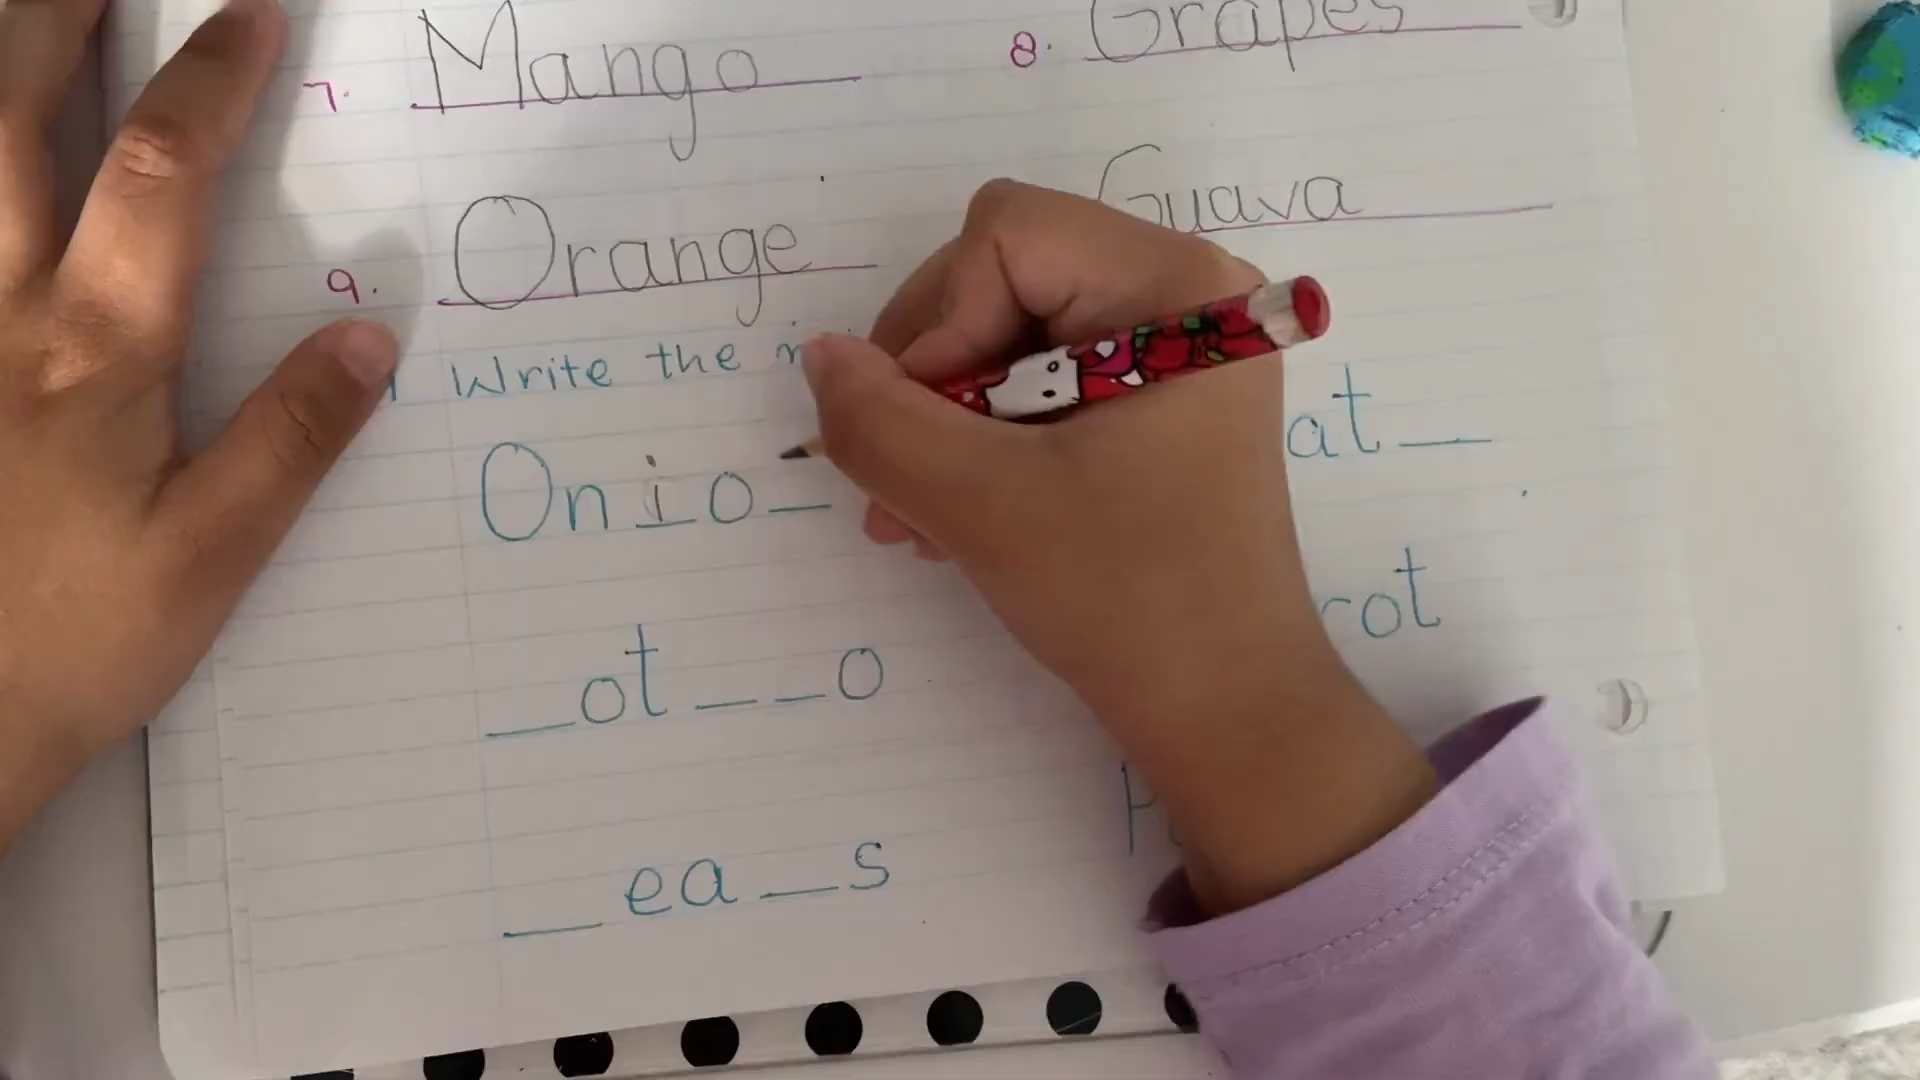 7. Mango 8. Grapes
9. Orange Guava
Write the
Onio_ at_
_ot__o rot
_ea_s